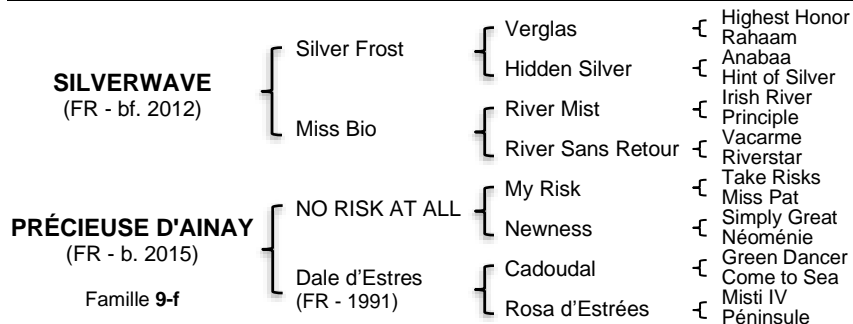 SILVERWAVE
(FR - bf. 2012)
Silver Frost
Miss Bio
Verglas
Hidden Silver
River Mist
River Sans Retour
Highest Honor
Rahaam
Anabaa
Hint of Silver
Irish River
Principle
Vacarme
Riverstar
PRÉCIEUSE D'AINAY
(FR - b. 2015)
Famille 9-f
NO RISK AT ALL
Dale d’Estres
(FR - 1991)
My Risk
Newness
Cadoudal
Rosa d’Estrées
Take Risks
Miss Pat
Simply Great
Néoménie
Green Dancer
Come to Sea
Misti IV
Péninsule